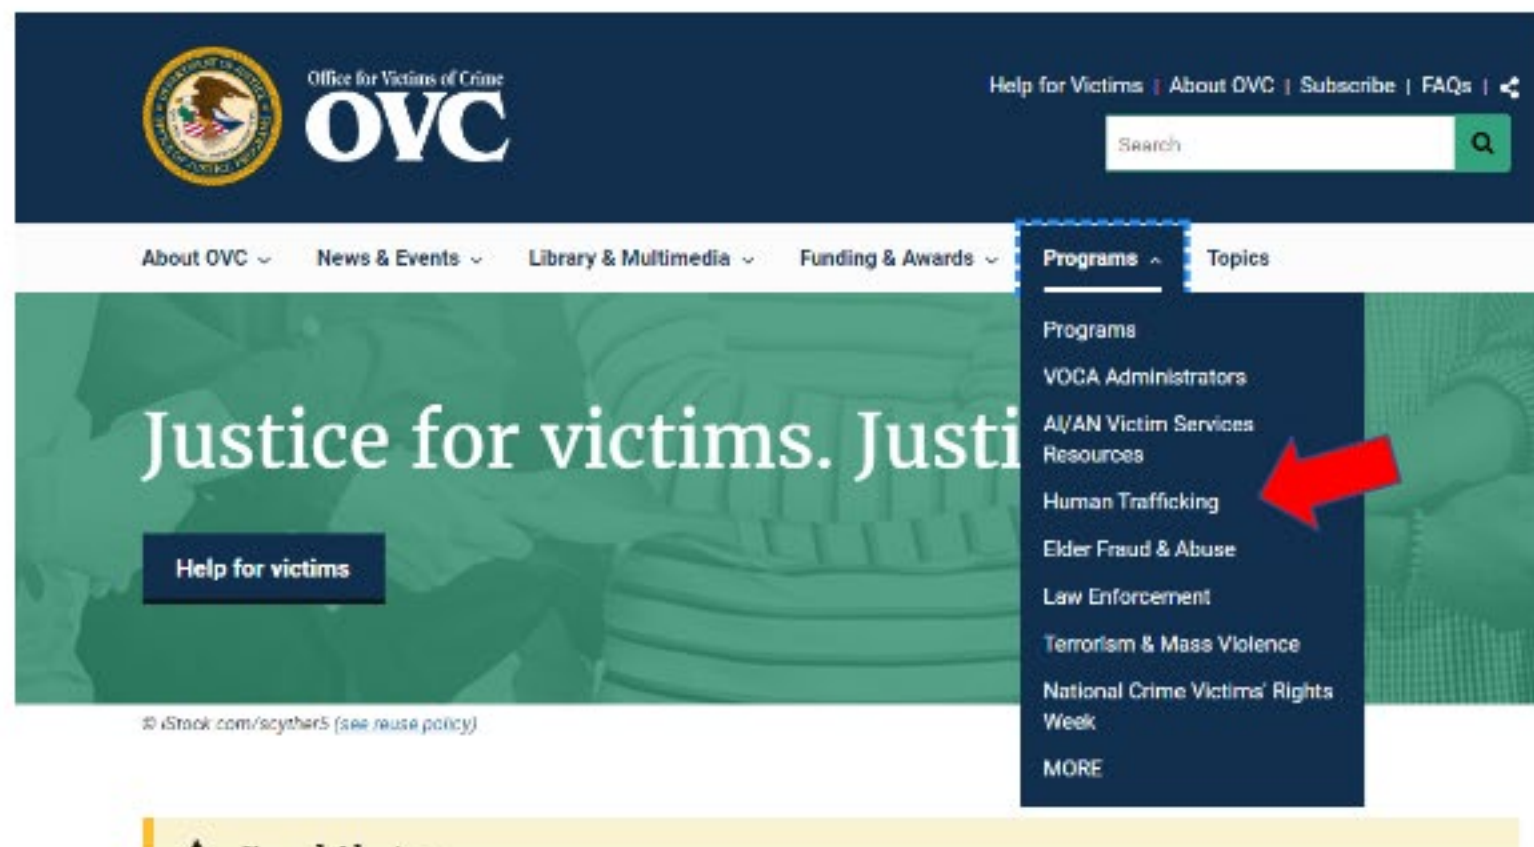 Office for Victims of Crime
OVC
Help for Victims | About OVC | Subscribe | FAQs |
Search
About OVC
News & Events
Library & Multimedia
Funding & Awards
Programs
Topics
Programs
VOCA Administrators
AI/AN Victim Services
Resources
Human Trafficking
Elder Fraud & Abuse
Law Enforcement
Terrorism & Mass Violence
National Crime Victims' Rights
Week
MORE
Justice for victims. Justi
Help for victims
© iStock.com/scyther5 (see reuse policy)